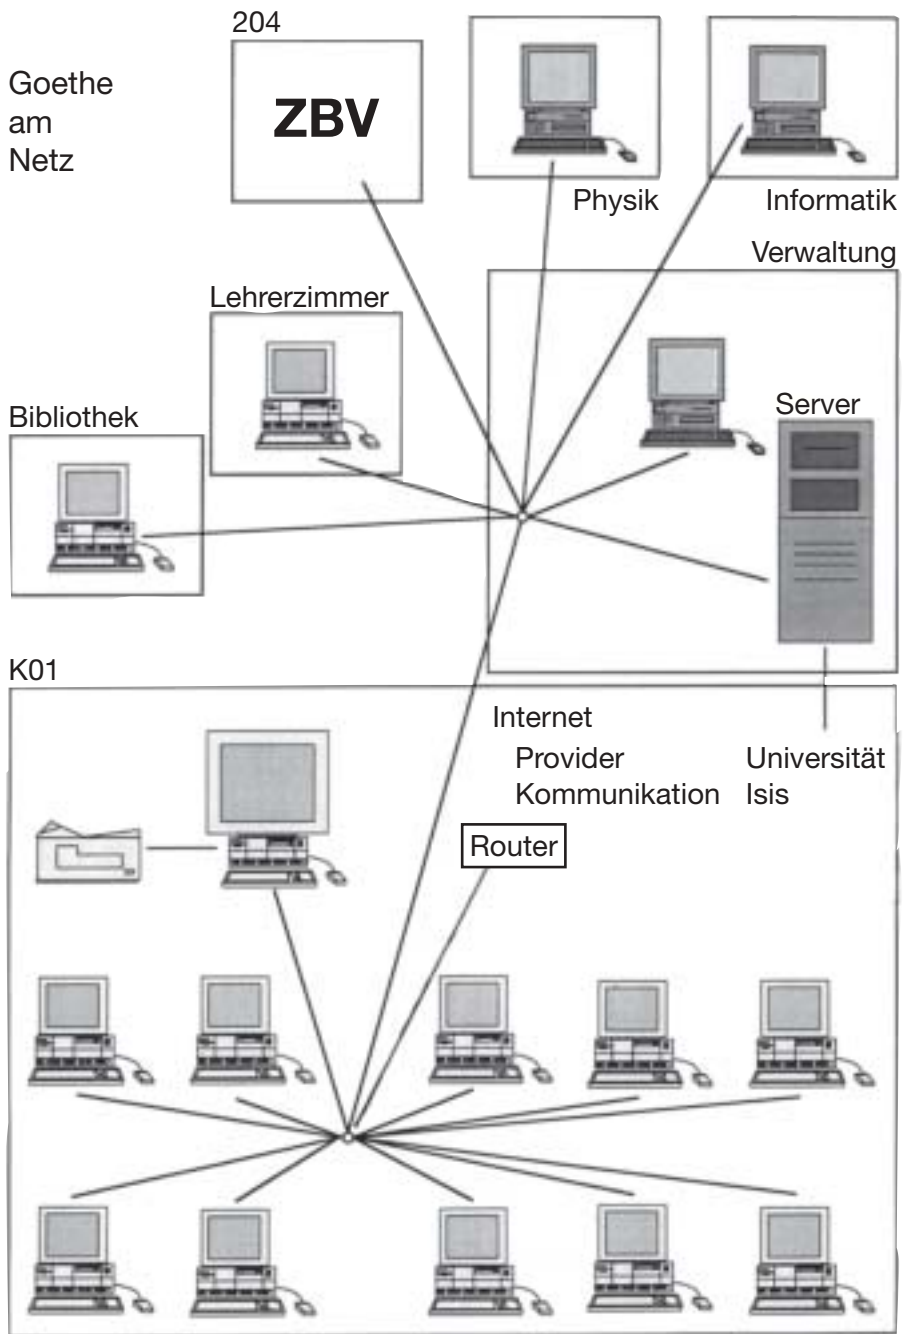 204
Goethe
am
Netz
ZBV
Physik
Informatik
Verwaltung
Lehrerzimmer
Server
Bibliothek
K01
Internet
Provider
Kommunikation
Universität
Isis
Router